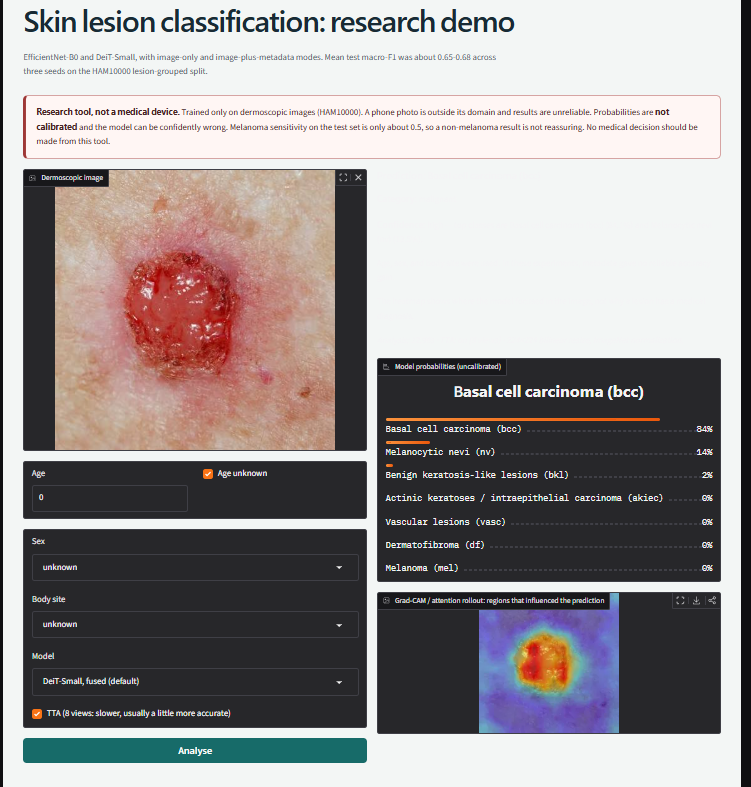 Skin lesion classification: research demo
EfficientNet-B0 and DeiT-Small, with image-only and image-plus-metadata modes. Mean test macro-F1 was about 0.65-0.68 across
three seeds on the HAM10000 lesion-grouped split.
Research tool, not a medical device. Trained only on dermoscopic images (HAM10000). A phone photo is outside its domain and results are unreliable. Probabilities are not
calibrated and the model can be confidently wrong. Melanoma sensitivity on the test set is only about 0.5, so a non-melanoma result is not reassuring. No medical decision should be
made from this tool.
Dermoscopic image
Age
Age unknown
0
Sex
unknown
Body site
unknown
Model
DeiT-Small, fused (default)
TTA (8 views: slower, usually a little more accurate)
Analyse
Model probabilities (uncalibrated)
Basal cell carcinoma (bcc)
Basal cell carcinoma (bcc) 84%
Melanocytic nevi (nv) 14%
Benign keratosis-like lesions (bkl) 2%
Actinic keratoses / intraepithelial carcinoma (akiec) 0%
Vascular lesions (vasc) 0%
Dermatofibroma (df) 0%
Melanoma (mel) 0%
Grad-CAM / attention rollout: regions that influenced the prediction